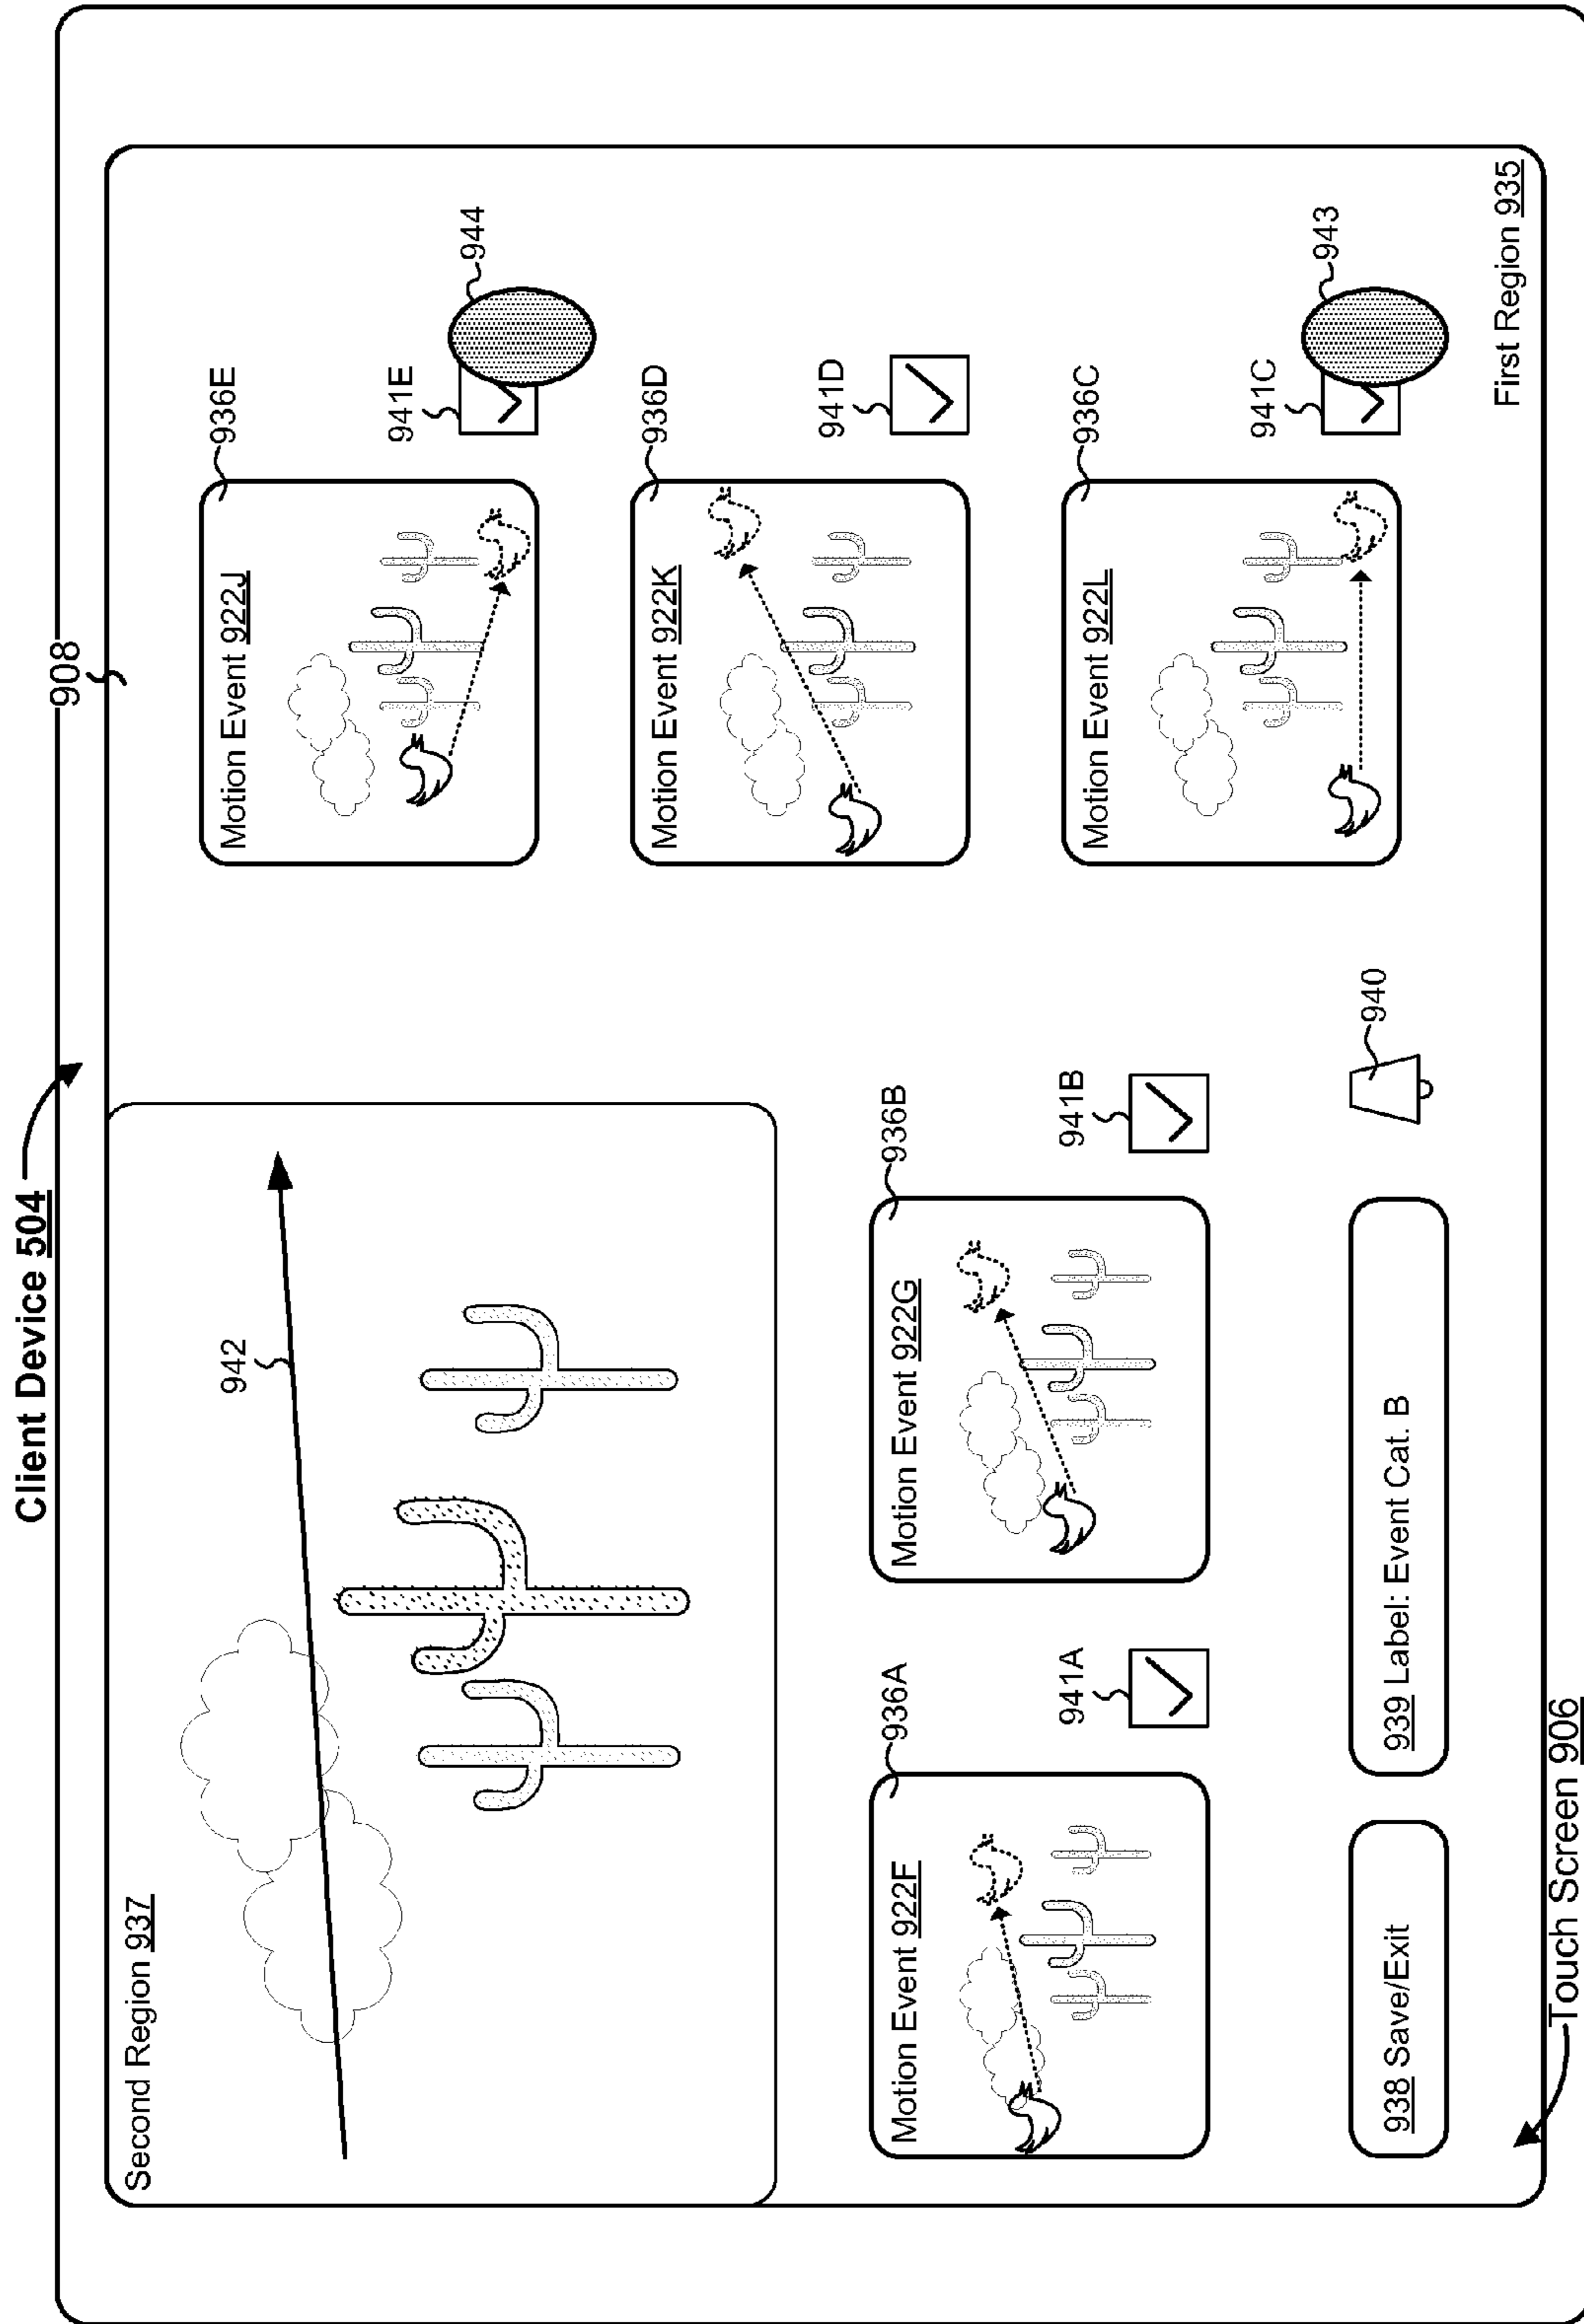 Client Device 504
908
Second Region 937
942
Motion Event 922J
936E
941E
944
Motion Event 922K
936D
941D
Motion Event 922L
936C
941C
943
Motion Event 922F
936A
941A
Motion Event 922G
936B
941B
938 Save/Exit
939 Label: Event Cat. B
940
First Region 935
Touch Screen 906